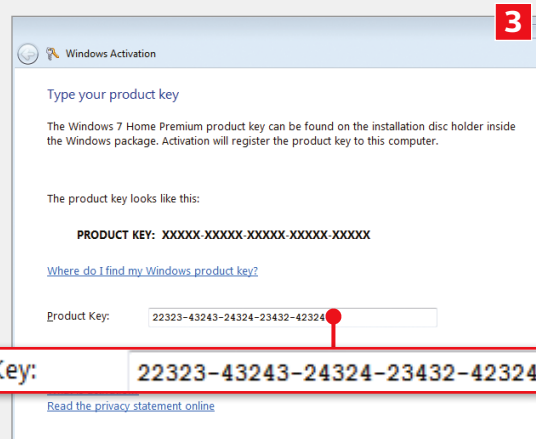 3
Windows Activation
Type your product key
The Windows 7 Home Premium product key can be found on the installation disc holder inside
the Windows package. Activation will register the product key to this computer.
The product key looks like this:
PRODUCT KEY: XXXXX-XXXXX-XXXXX-XXXXX-XXXXX
Where do I find my Windows product key?
Product Key: 22323-43243-24324-23432-42324
Key: 22323-43243-24324-23432-42324
Read the privacy statement online